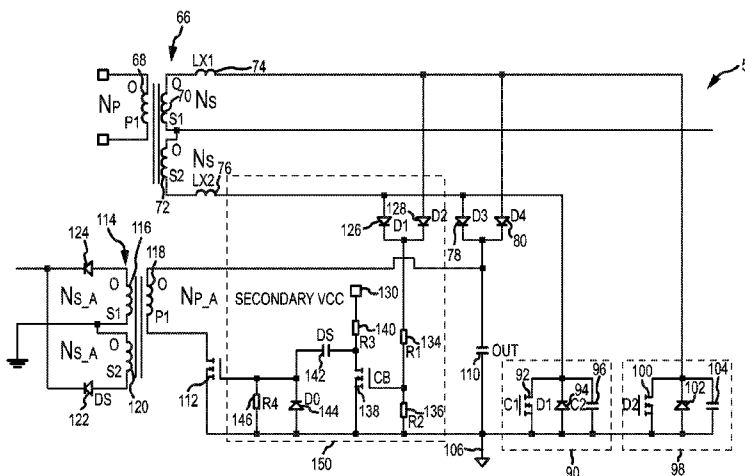 66
5
68
O
LX1
74
NP
P1
O
70
S1
NS
O
S2
NS
72
76
LX2
128
D2
D3
D4
126
D1
78
80
124
114
116
118
O
O
NS_A
S1
P1
NP_A
SECONDARY VCC
130
NS_A
O
S2
DS
122
120
112
DS
142
140
R3
134
R1
CB
138
136
R2
R4
146
D0
144
150
110
OUT
106
92
C1
D1
94
C2
96
90
100
D2
102
104
98